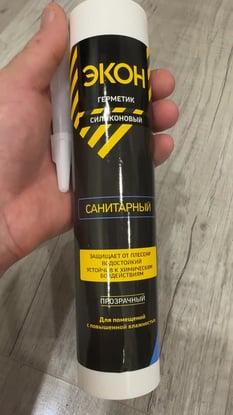 ЭКОН
ГЕРМЕТИК
СИЛИКОНОВЫЙ
САНИТАРНЫЙ
ЗАЩИЩАЕТ ОТ ПЛЕСЕНИ
ВОДОСТОЙКИЙ
УСТОЙЧИВ К ХИМИЧЕСКИМ
ВОЗДЕЙСТВИЯМ
ПРОЗРАЧНЫЙ
Для помещений
с повышенной влажностью